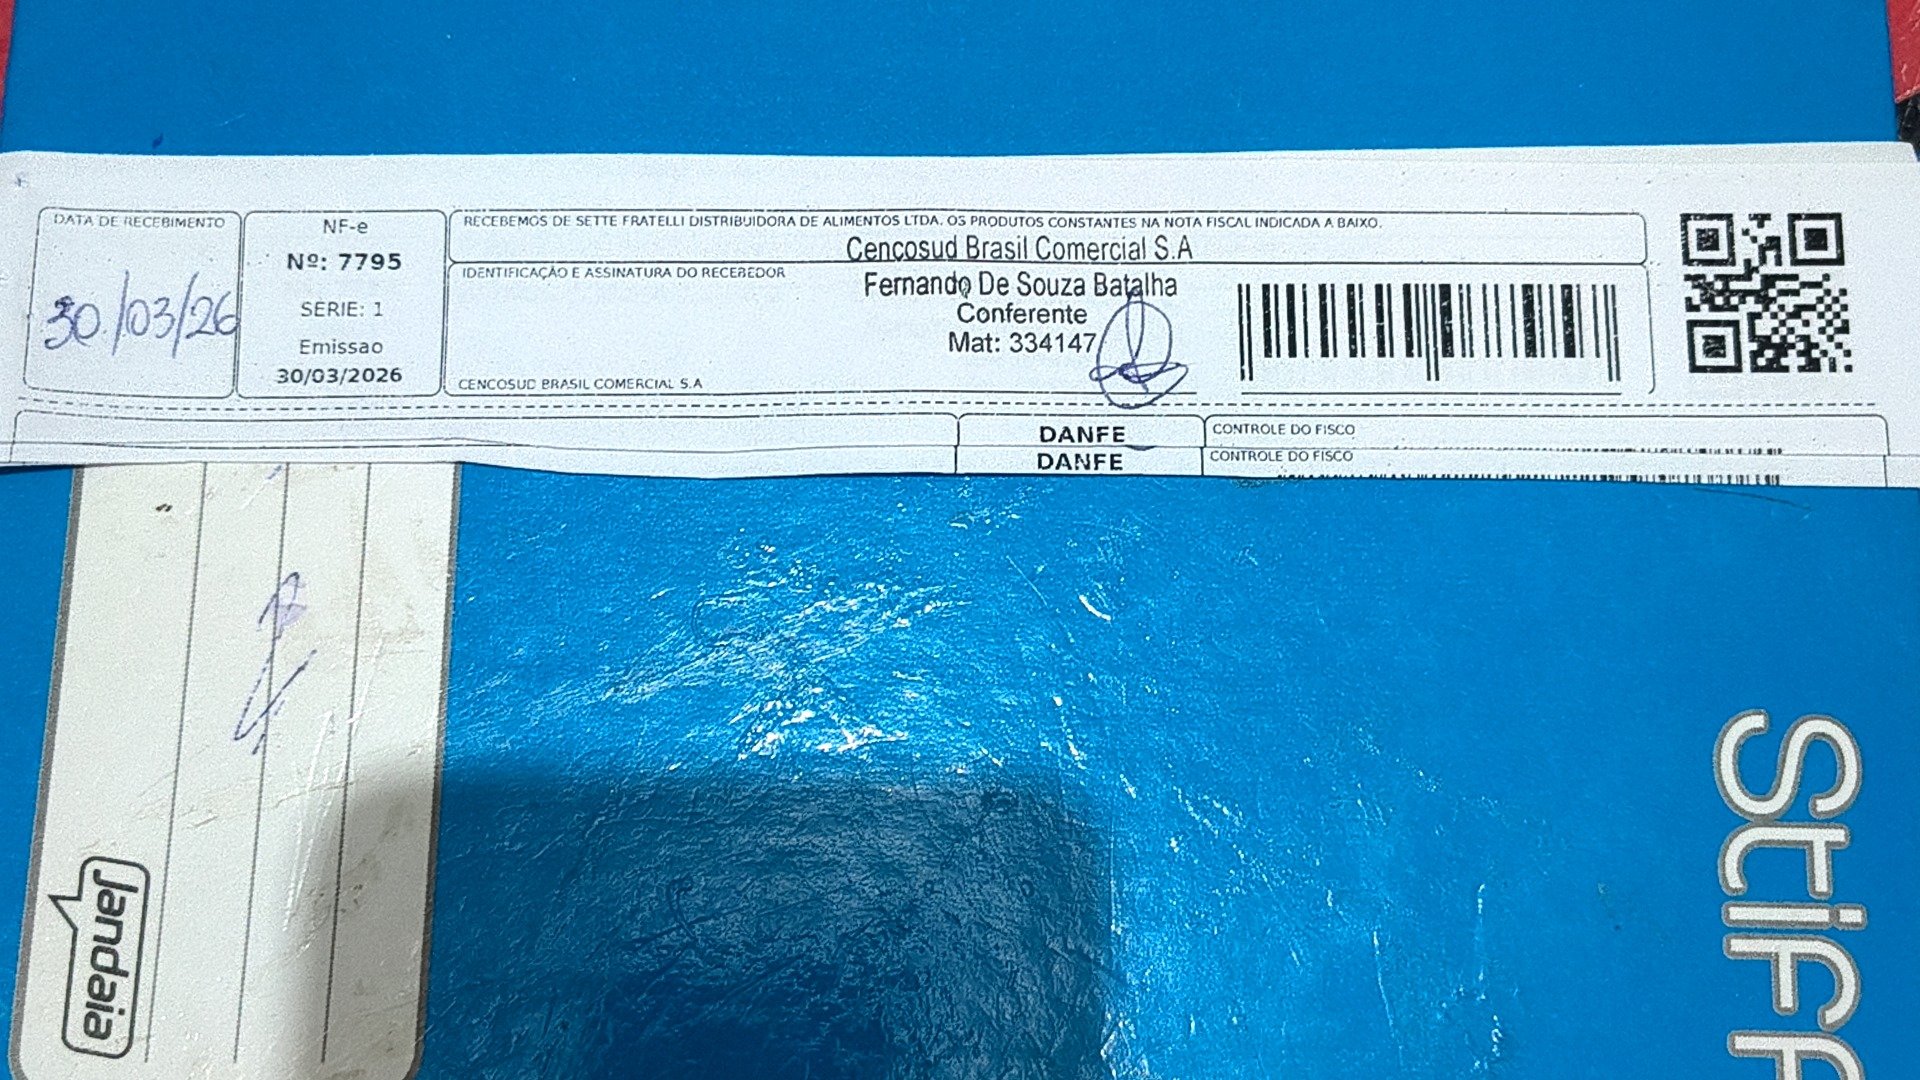 DATA DE RECEBIMENTO
30/03/26
NF-e
Nº: 7795
SERIE: 1
Emissao
30/03/2026
RECEBEMOS DE SETTE FRATELLI DISTRIBUIDORA DE ALIMENTOS LTDA. OS PRODUTOS CONSTANTES NA NOTA FISCAL INDICADA A BAIXO.
Cencosud Brasil Comercial S.A
IDENTIFICAÇÃO E ASSINATURA DO RECEBEDOR
Fernando De Souza Batalha
Conferente
Mat: 334147
CENCOSUD BRASIL COMERCIAL S.A
DANFE
CONTROLE DO FISCO
DANFE
CONTROLE DO FISCO
Jandaia